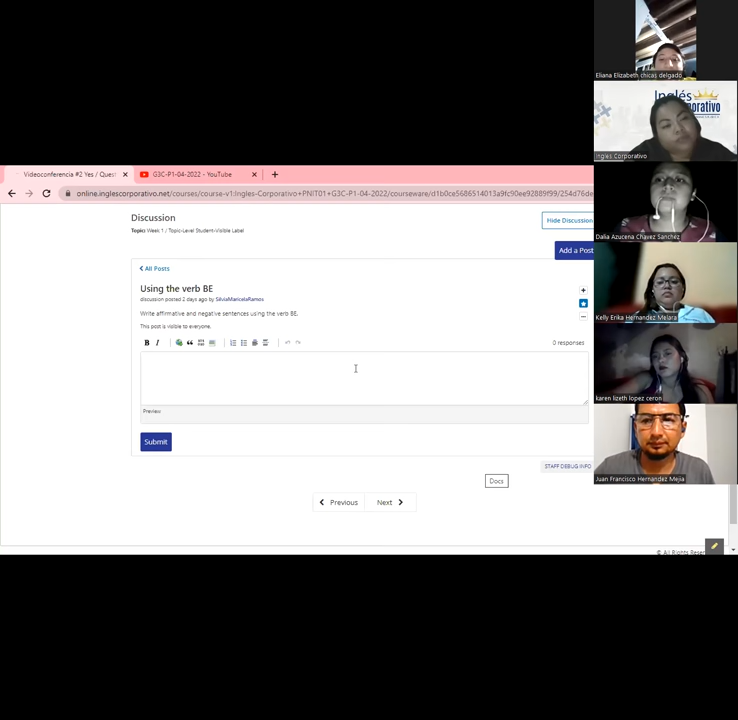 Eliana Elizabeth chicas delgado
Inglés
Ingles Corporativo
Dalia Azucena Chavez Sanchez
Kelly Erika Hernandez Melara
karen lizeth lopez ceron
Juan Francisco Hernández Mejia
Videoconferencia #2 Yes / Quest
G3C-P1-04-2022 - YouTube
online.inglescorporativo.net/courses/course-v1:Ingles-Corporativo+PNIT01+G3C-P1-04-2022/courseware/d1b0ce5686514013a9fc90ee92889f99/254d76de
Discussion
Topic: Week 1 / Topic-Level Student-Visible Label
Hide Discussion
Add a Post
All Posts
Using the verb BE
discussion posted 2 days ago by SilviaMaricelaRamos
Write affirmative and negative sentences using the verb BE.
This post is visible to everyone.
B I
0 responses
Preview
Submit
STAFF DEBUG INFO
Docs
Previous Next
© All Rights Reser